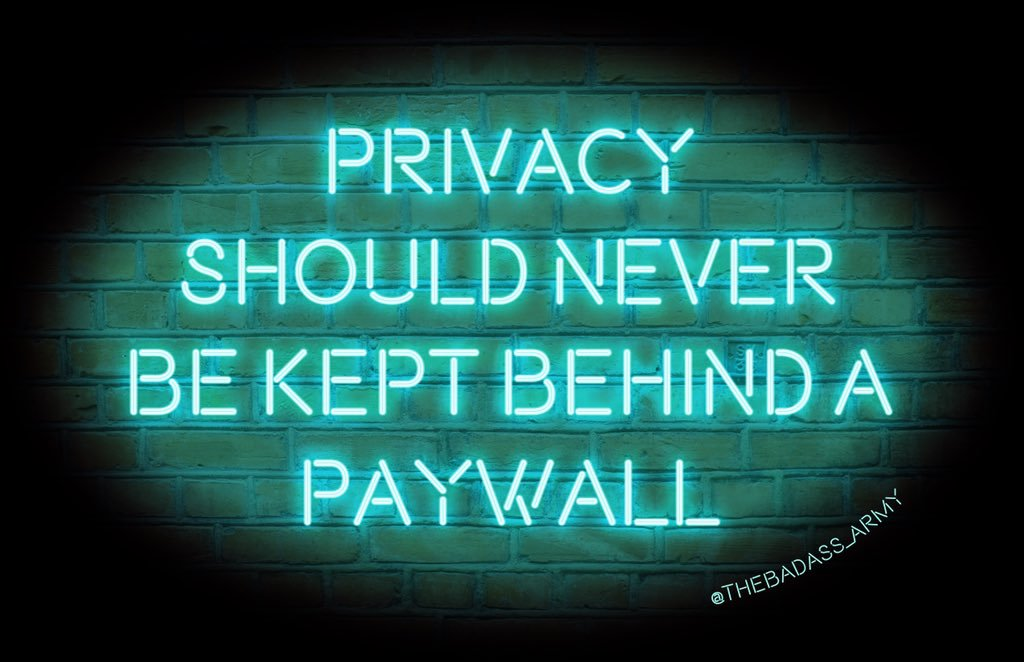 PRIVACY
SHOULD NEVER
BE KEPT BEHIND A
PAYWALL
@THEBADASS_ARMY